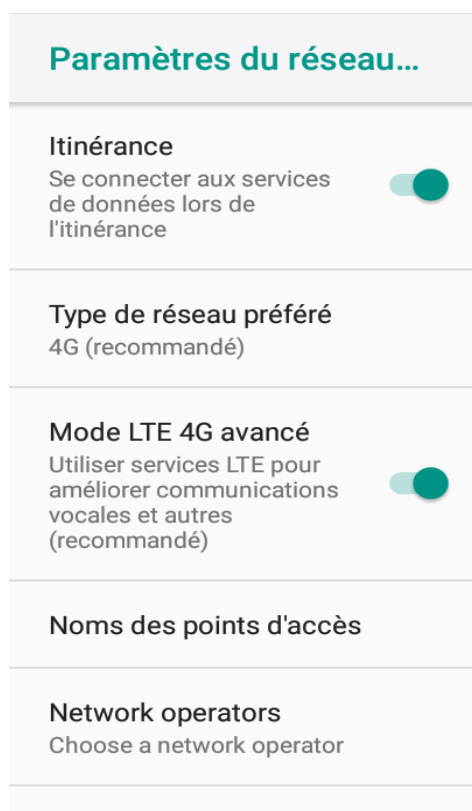 Paramètres du réseau...
Itinérance
Se connecter aux services
de données lors de
l'itinérance
Type de réseau préféré
4G (recommandé)
Mode LTE 4G avancé
Utiliser services LTE pour
améliorer communications
vocales et autres
(recommandé)
Noms des points d'accès
Network operators
Choose a network operator